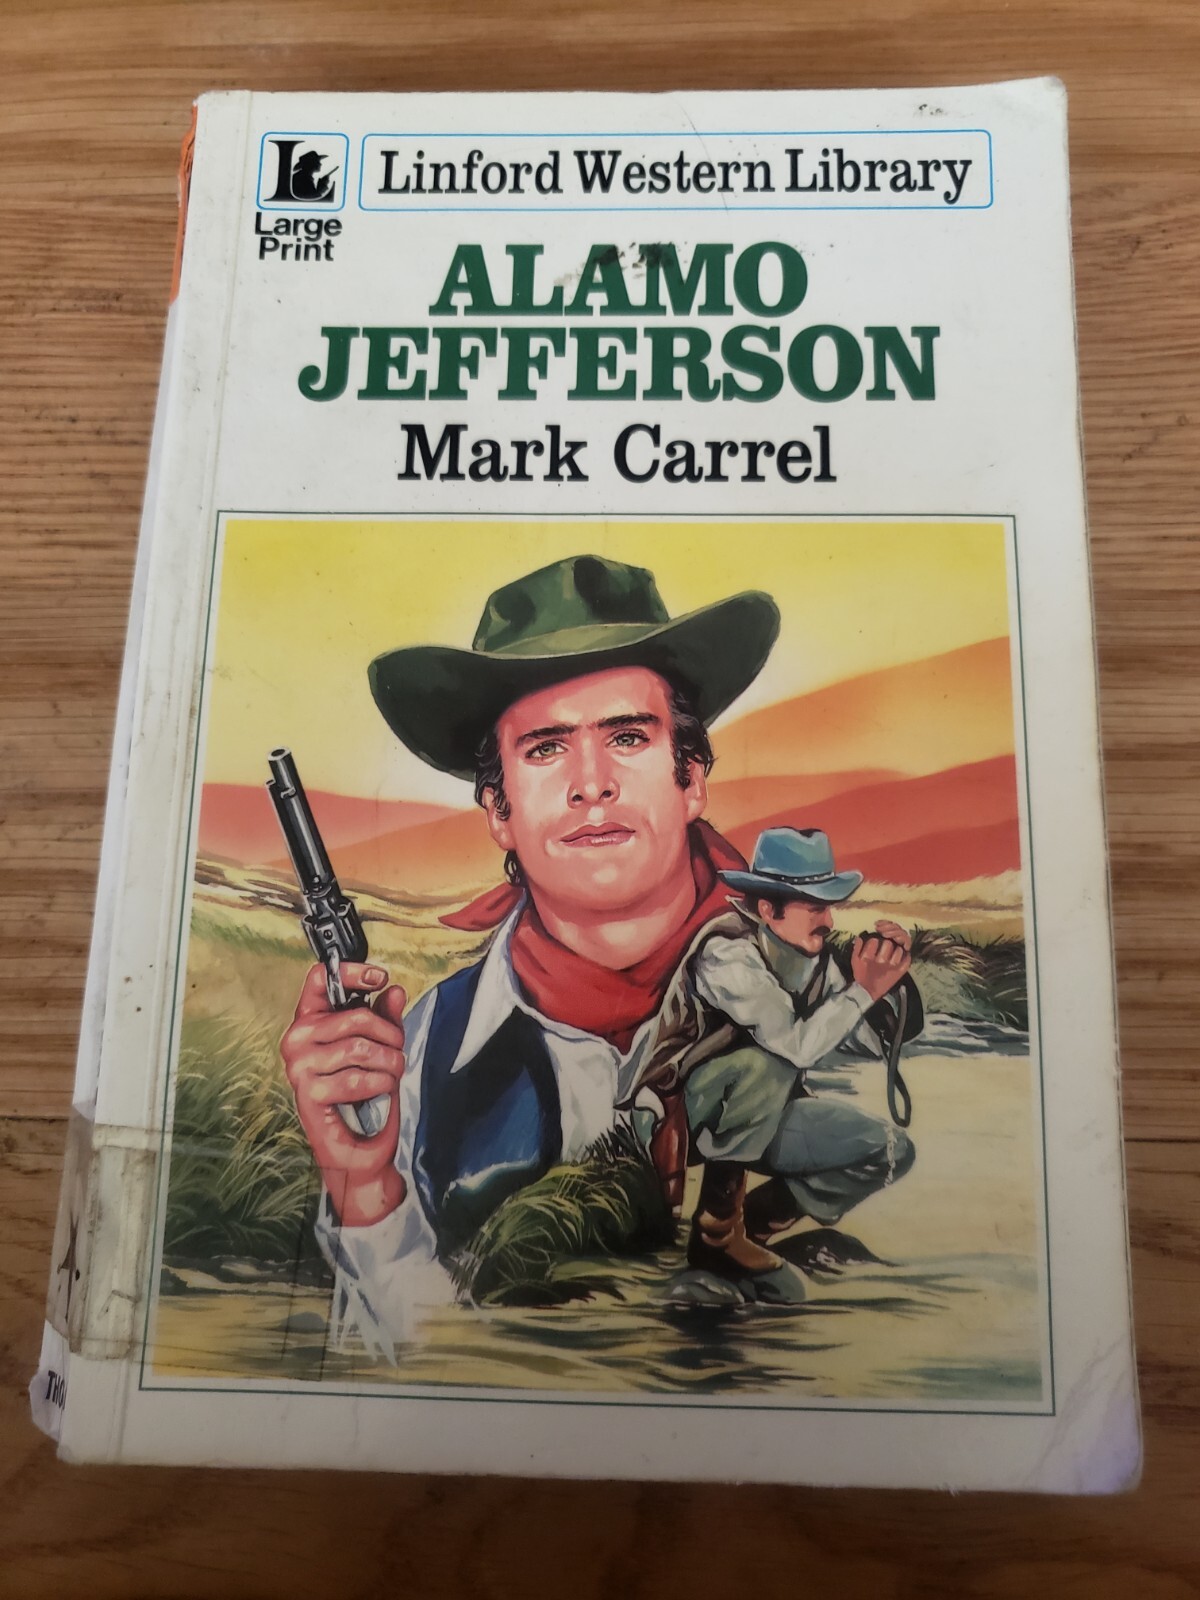 Linford Western Library
Large
Print
ALAMO
JEFFERSON
Mark Carrel